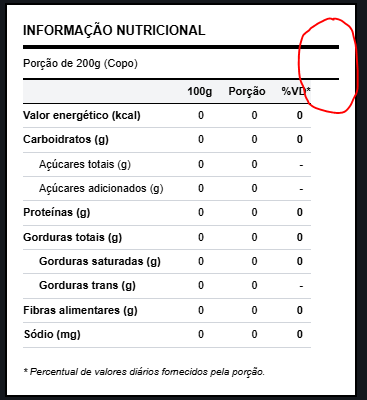 INFORMAÇÃO NUTRICIONAL
Porção de 200g (Copo)
100g Porção %VD*
Valor energético (kcal) 0 0 0
Carboidratos (g) 0 0 0
Açúcares totais (g) 0 0 -
Açúcares adicionados (g) 0 0 -
Proteínas (g) 0 0 0
Gorduras totais (g) 0 0 0
Gorduras saturadas (g) 0 0 0
Gorduras trans (g) 0 0 -
Fibras alimentares (g) 0 0 0
Sódio (mg) 0 0 0
* Percentual de valores diários fornecidos pela porção.